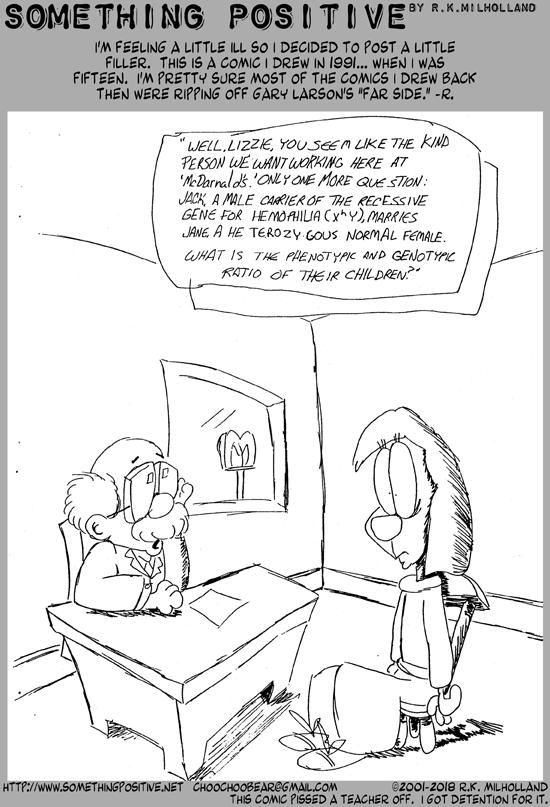 SOMETHING POSITIVE BY R.K.MILHOLLAND
I'M FEELING A LITTLE ILL SO I DECIDED TO POST A LITTLE
FILLER. THIS IS A COMIC I DREW IN 1991... WHEN I WAS
FIFTEEN. I'M PRETTY SURE MOST OF THE COMICS I DREW BACK
THEN WERE RIPPING OFF GARY LARSON'S "FAR SIDE." -R.
"WELL, LIZZIE, YOU SEEM LIKE THE KIND
PERSON WE WANT WORKING HERE AT
'McDarnald's.' ONLY ONE MORE QUESTION:
JACK, A MALE CARRIER OF THE RECESSIVE
GENE FOR HEMOPHILIA (XʰY), MARRIES
JANE A HETEROZYGOUS NORMAL FEMALE.
WHAT IS THE PHENOTYPIC AND GENOTYPIC
RATIO OF THEIR CHILDREN?"
M
HTTP://WWW.SOMETHINGPOSITIVE.NET CHOOCHOOBEAR@GMAIL.COM ©2001-2018 R.K. MILHOLLAND
THIS COMIC PISSED A TEACHER OFF. I GOT DETENTION FOR IT.